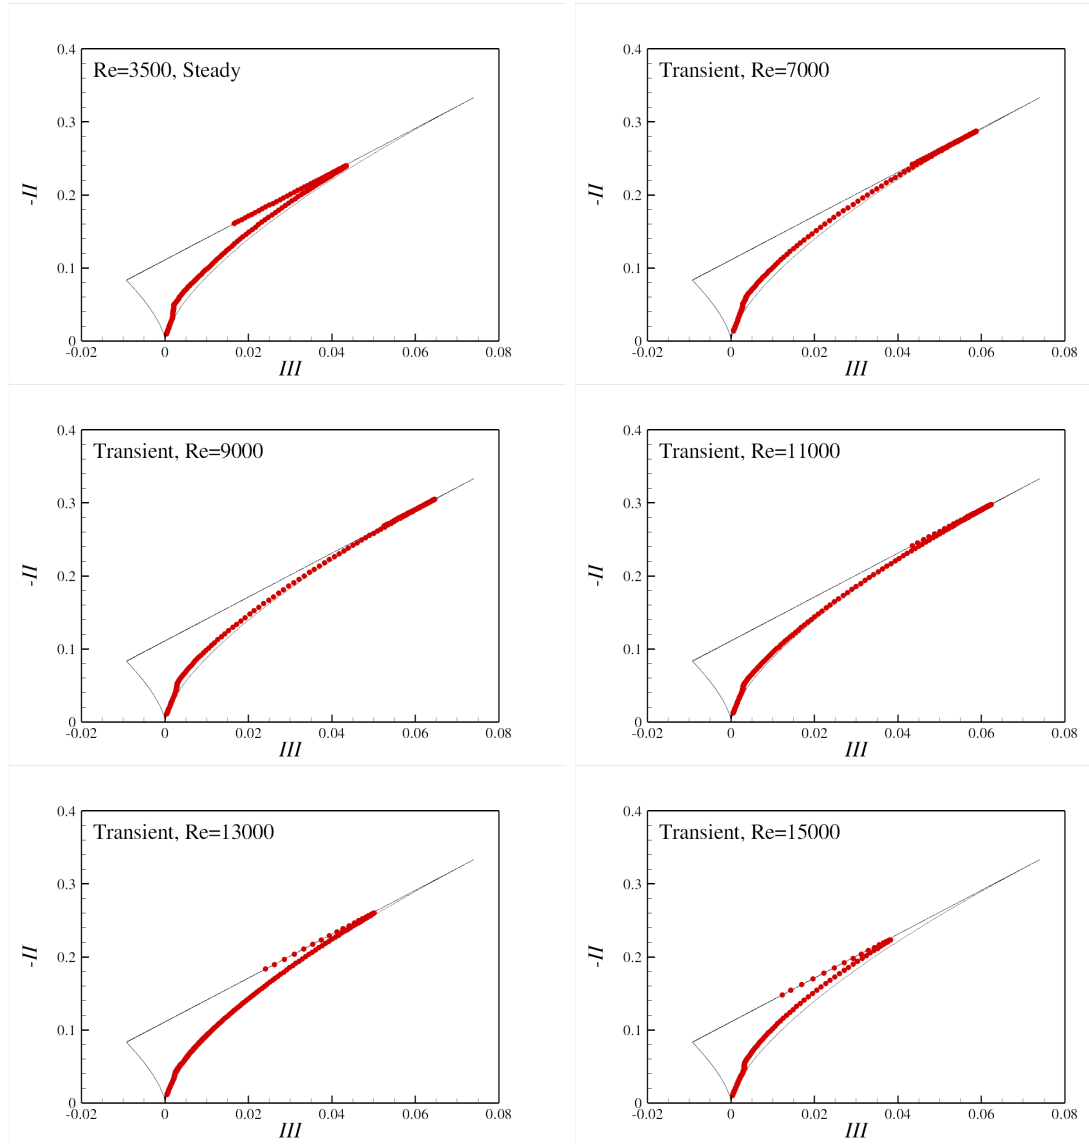 0.4
Re=3500, Steady
0.3
-II
0.2
0.1
0
-0.02 0 0.02 0.04 0.06 0.08
III
0.4
Transient, Re=7000
0.3
-II
0.2
0.1
0
-0.02 0 0.02 0.04 0.06 0.08
III
0.4
Transient, Re=9000
0.3
-II
0.2
0.1
0
-0.02 0 0.02 0.04 0.06 0.08
III
0.4
Transient, Re=11000
0.3
-II
0.2
0.1
0
-0.02 0 0.02 0.04 0.06 0.08
III
0.4
Transient, Re=13000
0.3
-II
0.2
0.1
0
-0.02 0 0.02 0.04 0.06 0.08
III
0.4
Transient, Re=15000
0.3
-II
0.2
0.1
0
-0.02 0 0.02 0.04 0.06 0.08
III